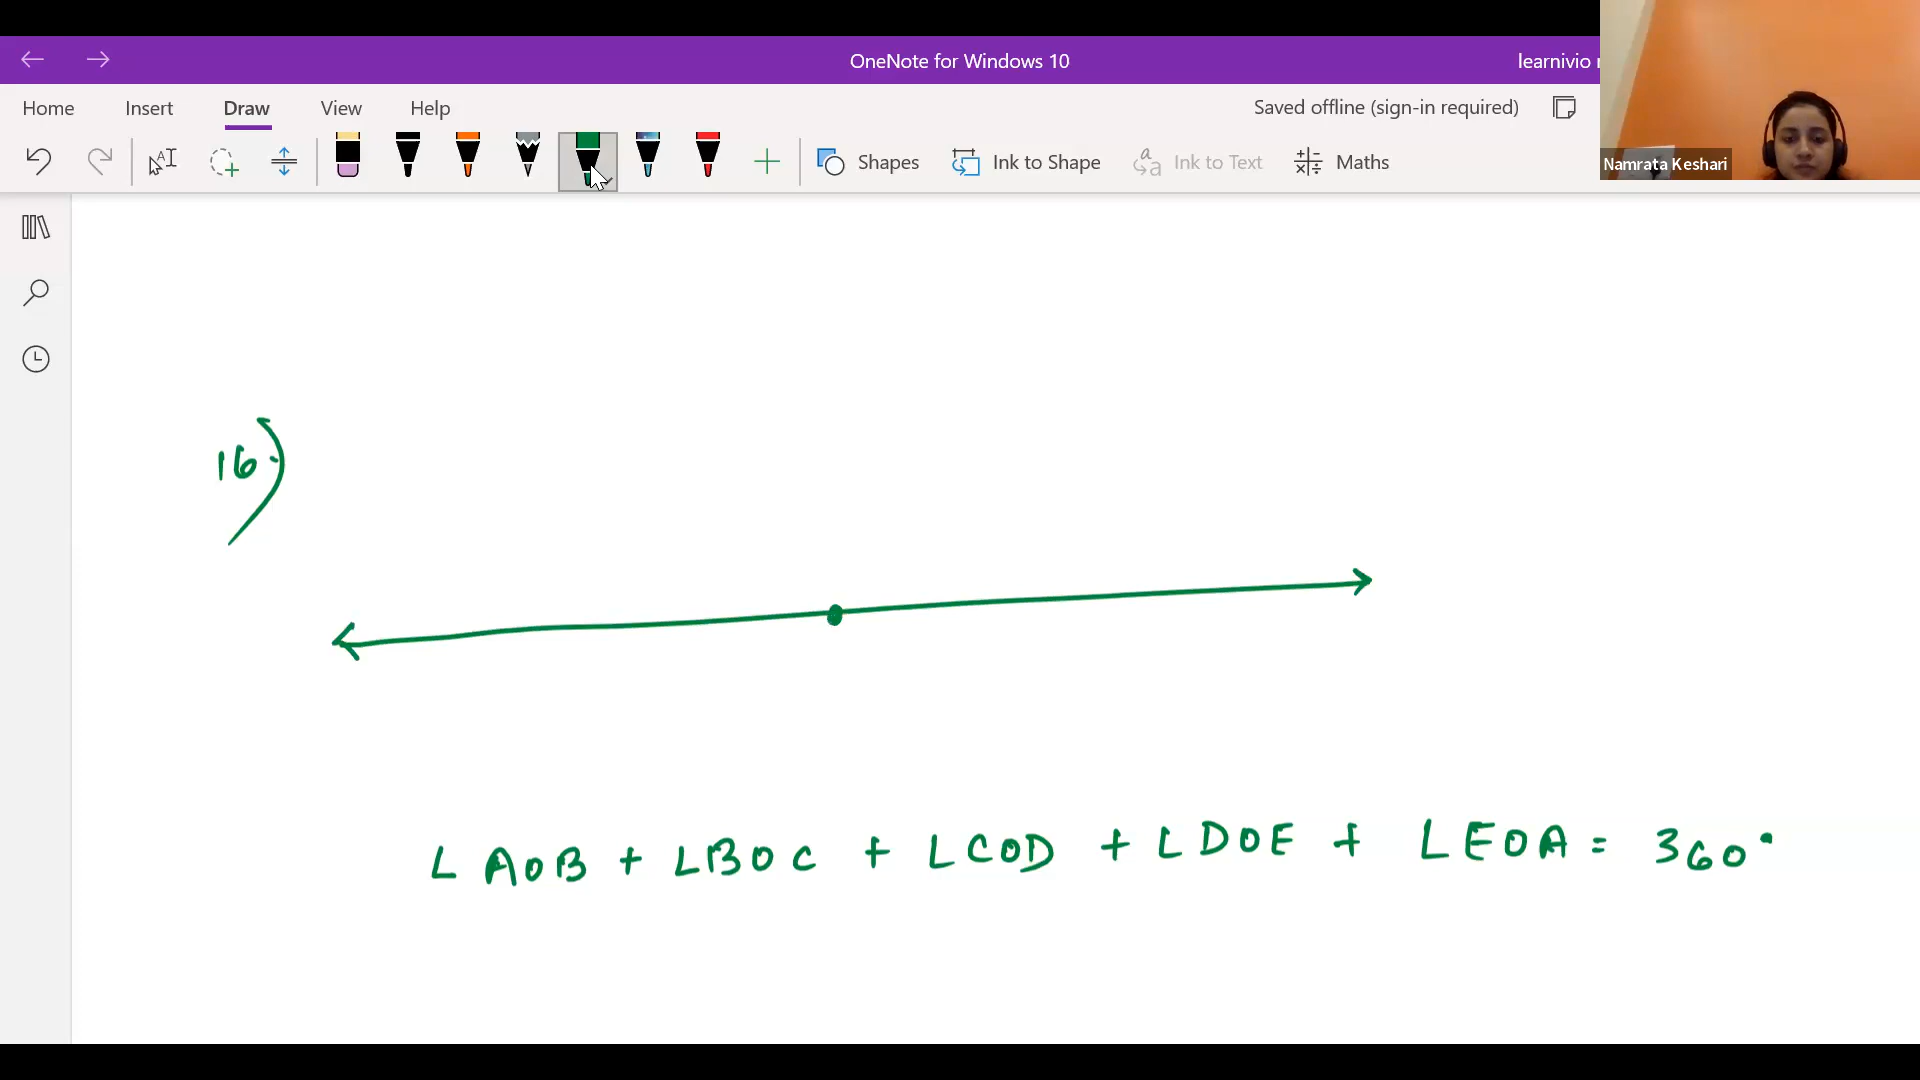 OneNote for Windows 10
learnivio
Home Insert Draw View Help
Saved offline (sign-in required)
Shapes Ink to Shape Ink to Text Maths
Namrata Keshari
16)
∠AOB + ∠BOC + ∠COD + ∠DOE + ∠EOA = 360°